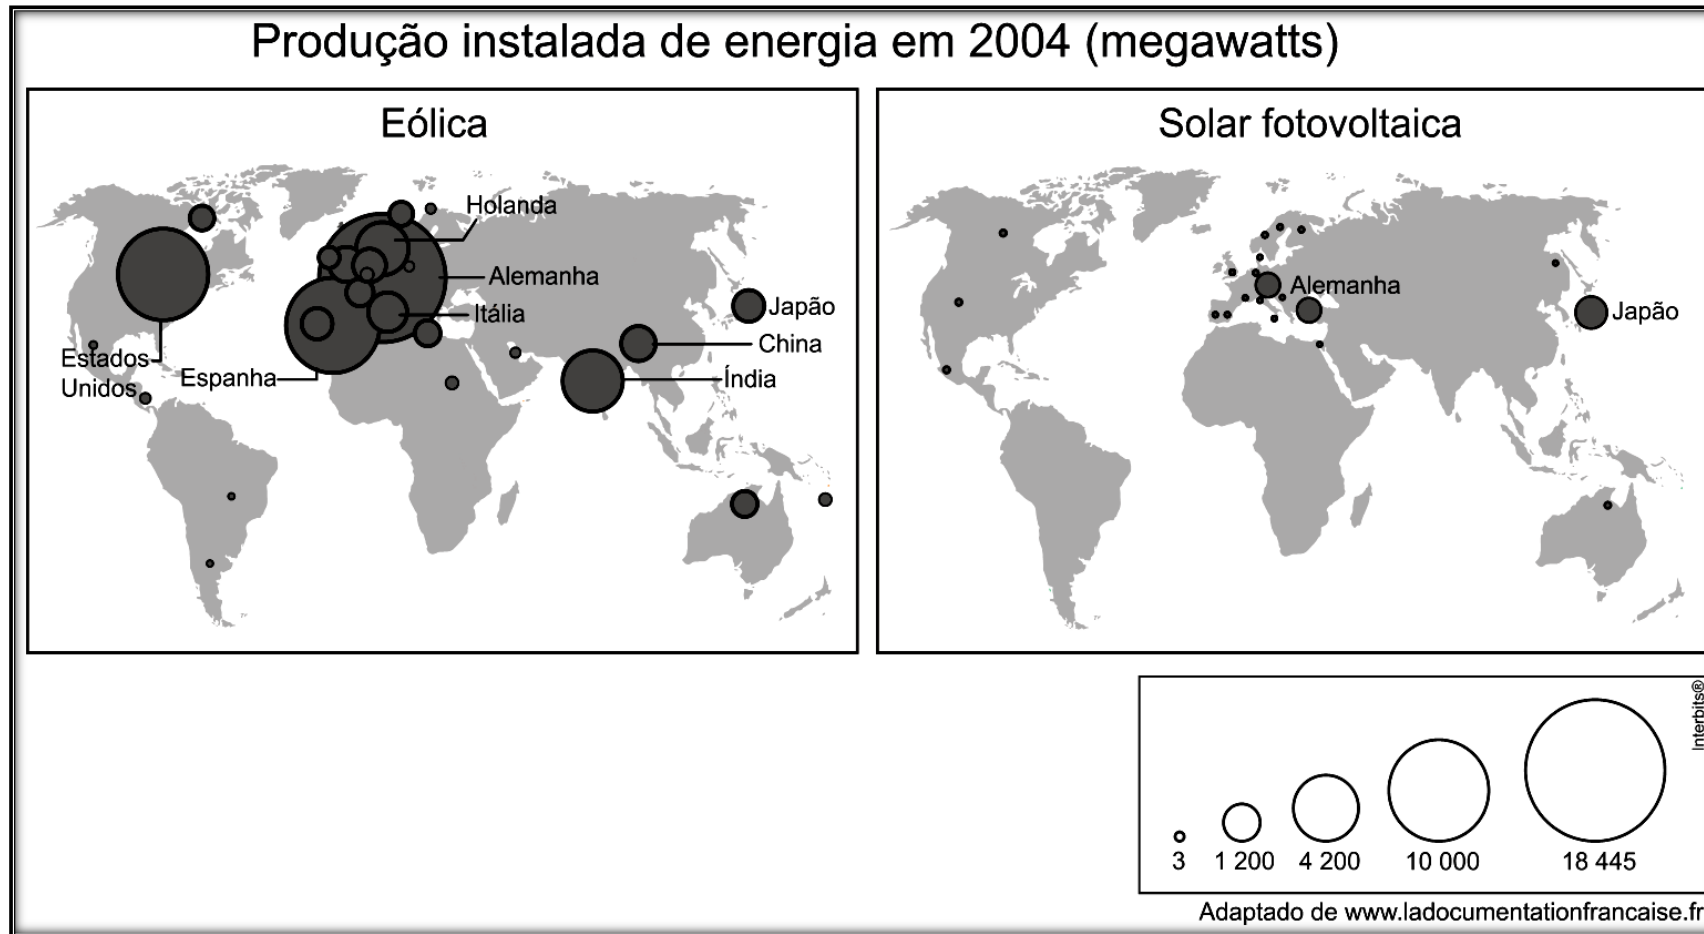 Produção instalada de energia em 2004 (megawatts)
Eólica
Holanda
Alemanha
Itália
Japão
China
Estados
Unidos
Espanha
Índia
Solar fotovoltaica
Alemanha
Japão
3
1 200
4 200
10 000
18 445
Interbits®
Adaptado de www.ladocumentationfrancaise.fr